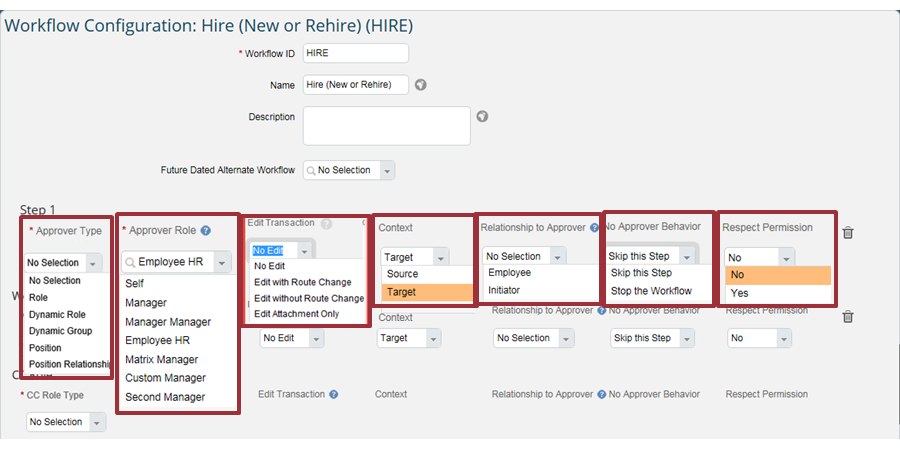 Workflow Configuration: Hire (New or Rehire) (HIRE)
* Workflow ID HIRE
Name Hire (New or Rehire)
Description
Future Dated Alternate Workflow No Selection
Step 1
* Approver Type
No Selection
No Selection
Role
Dynamic Role
Dynamic Group
Position
Position Relationship
* Approver Role
Employee HR
Self
Manager
Manager Manager
Employee HR
Matrix Manager
Custom Manager
Second Manager
Edit Transaction
No Edit
No Edit
Edit with Route Change
Edit without Route Change
Edit Attachment Only
Context
Target
Source
Target
Relationship to Approver
No Selection
Employee
Initiator
No Approver Behavior
Skip this Step
Skip this Step
Stop the Workflow
Respect Permission
No
No
Yes
Context Relationship to Approver No Approver Behavior Respect Permission
No Edit Target No Selection Skip this Step No
* CC Role Type Edit Transaction Context Relationship to Approver No Approver Behavior Respect Permission
No Selection